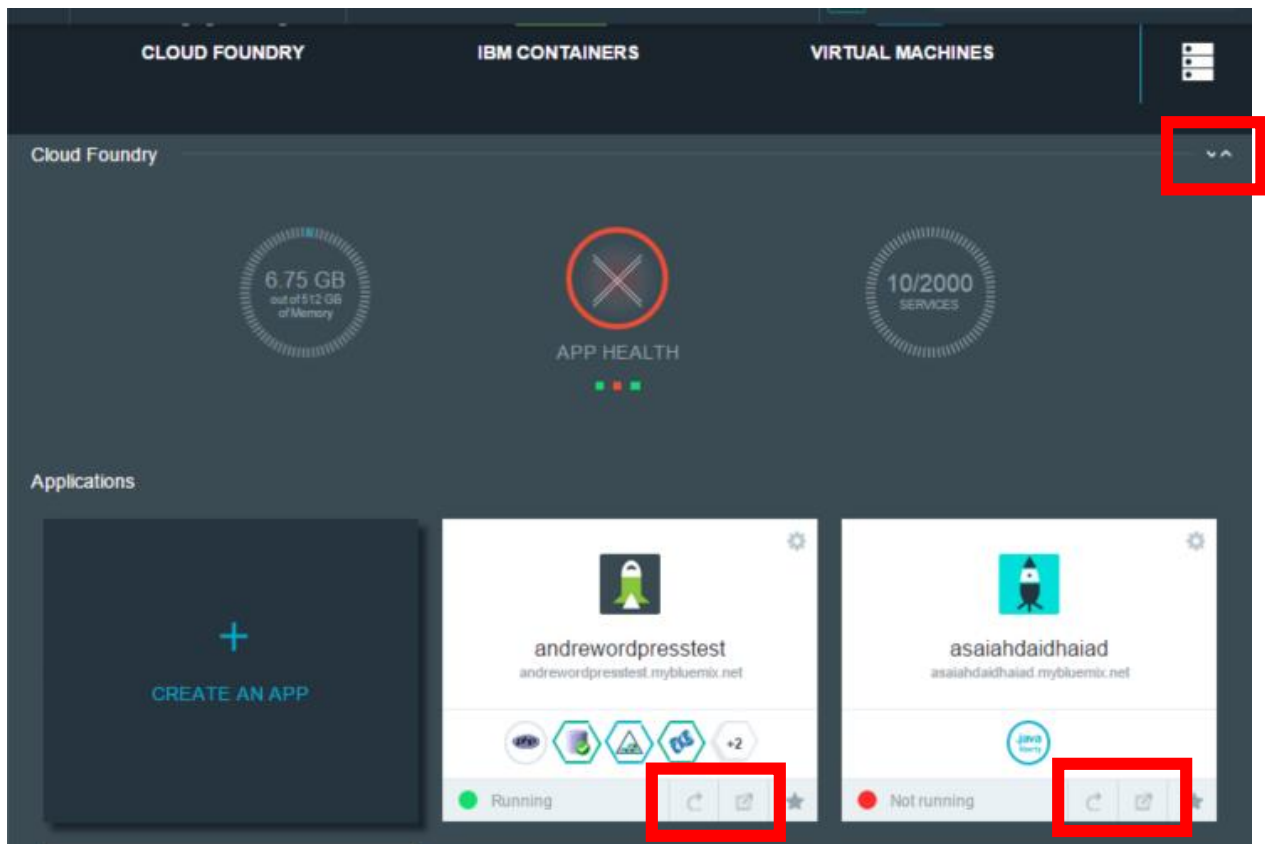 CLOUD FOUNDRY IBM CONTAINERS VIRTUAL MACHINES
Cloud Foundry
6.75 GB
out of 512 GB
of Memory
APP HEALTH
10/2000
SERVICES
Applications
CREATE AN APP
andrewordpresstest
andrewordpresstest.mybluemix.net
php
EXE
+2
Running
asaiahdaidhaiad
asaiahdaidhaiad.mybluemix.net
java
liberty
Not running